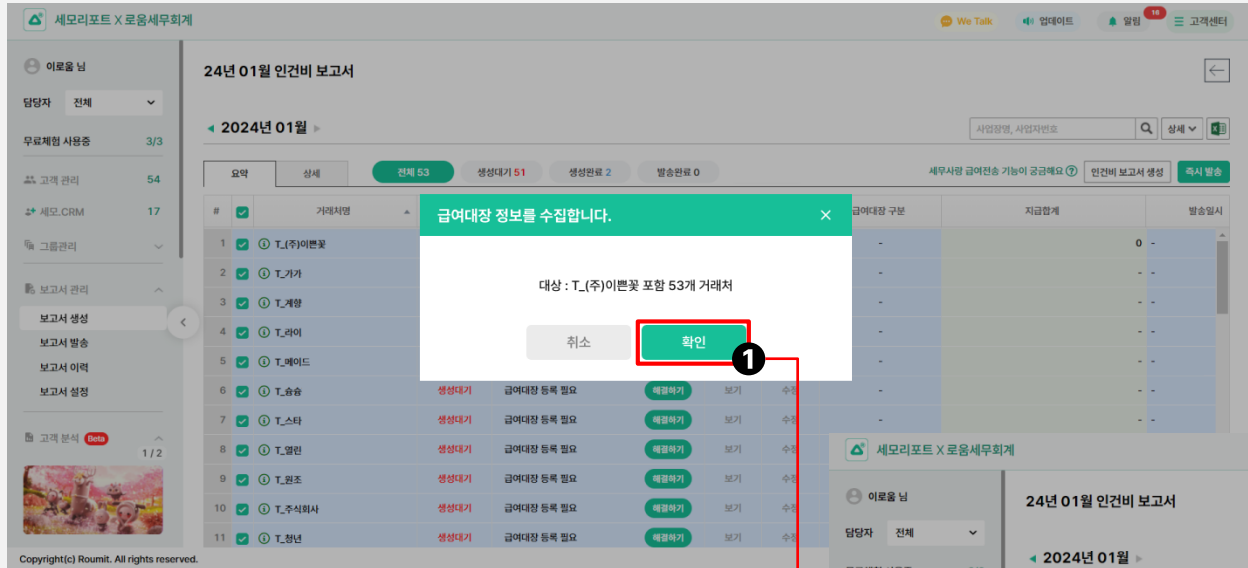 세모리포트 X 로움세무회계
We Talk
업데이트
알림
16
고객센터
이로움 님
24년 01월 인건비 보고서
담당자 전체
2024년 01월
사업장명, 사업자번호
상세
무료체험 사용중 3/3
요약 상세 전체 53 생성대기 51 생성완료 2 발송완료 0
세무사랑 급여전송 기능이 궁금해요 ? 인건비 보고서 생성 즉시 발송
고객 관리 54
세모.CRM 17
그룹관리
보고서 관리
보고서 생성
보고서 발송
보고서 이력
보고서 설정
고객 분석 Beta
1 / 2
# 거래처명 급여대장 구분 지급합계 발송일시
급여대장 정보를 수집합니다. ×
대상 : T_(주)이쁜꽃 포함 53개 거래처
취소 확인
1
1 T_(주)이쁜꽃 - 0 -
2 T_가가 - - -
3 T_계향 - - -
4 T_라이 - - -
5 T_메이드 - - -
6 T_슝슝 생성대기 급여대장 등록 필요 해결하기 보기 수정 - - -
7 T_스타 생성대기 급여대장 등록 필요 해결하기 보기 수정 - - -
8 T_열린 생성대기 급여대장 등록 필요 해결하기 보기
9 T_원조 생성대기 급여대장 등록 필요 해결하기 보기
10 T_주식회사 생성대기 급여대장 등록 필요 해결하기 보기
11 T_청년 생성대기 급여대장 등록 필요 해결하기 보기
Copyright(c) Roumit. All rights reserved.
세모리포트 X 로움세무회계
이로움 님
24년 01월 인건비 보고서
담당자 전체
2024년 01월